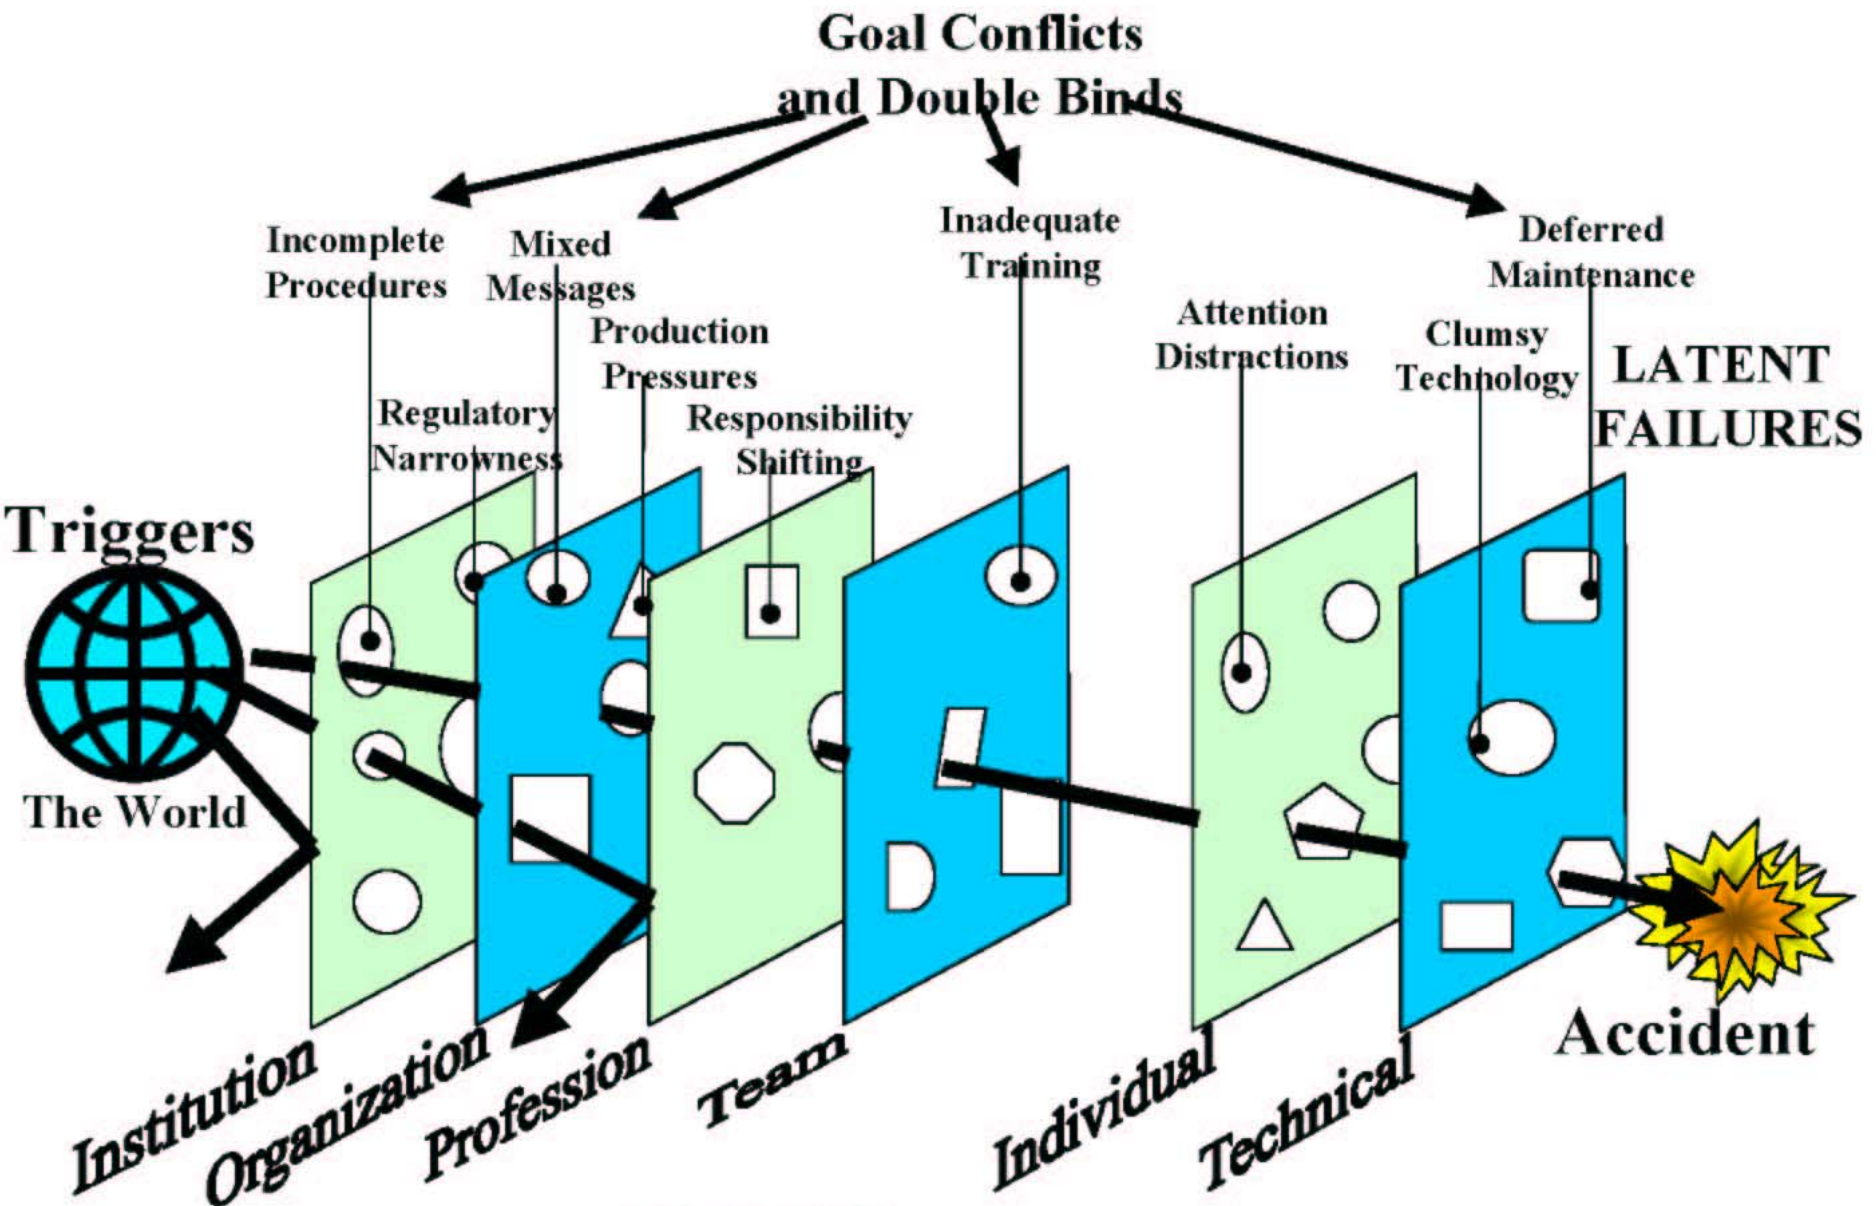 Goal Conflicts
and Double Binds
Incomplete
Procedures
Mixed
Messages
Inadequate
Training
Deferred
Maintenance
Production
Pressures
Attention
Distractions
Clumsy
Technology
LATENT
FAILURES
Regulatory
Narrowness
Responsibility
Shifting
Triggers
The World
Accident
Institution
Organization
Profession
Team
Individual
Technical